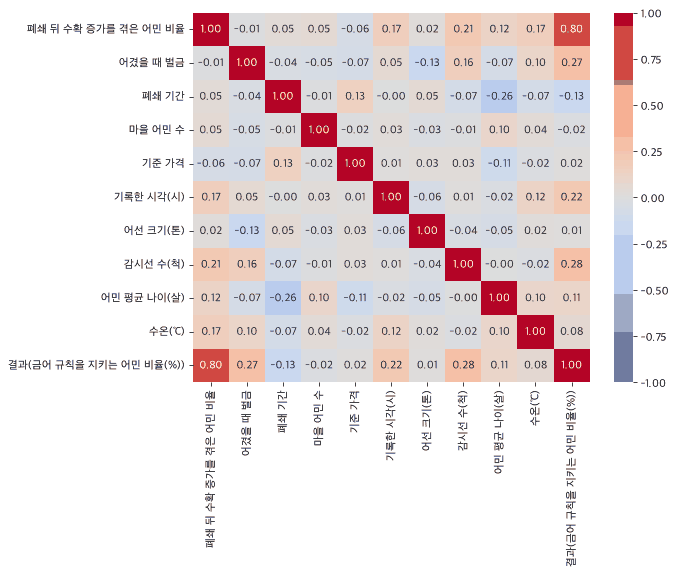 폐쇄 뒤 수확 증가를 겪은 어민 비율 1.00 -0.01 0.05 0.05 -0.06 0.17 0.02 0.21 0.12 0.17 0.80
어겼을 때 벌금 -0.01 1.00 -0.04 -0.05 -0.07 0.05 -0.13 0.16 -0.07 0.10 0.27
폐쇄 기간 0.05 -0.04 1.00 -0.01 0.13 -0.00 0.05 -0.07 -0.26 -0.07 -0.13
마을 어민 수 0.05 -0.05 -0.01 1.00 -0.02 0.03 -0.03 -0.01 0.10 0.04 -0.02
기준 가격 -0.06 -0.07 0.13 -0.02 1.00 0.01 0.03 0.03 -0.11 -0.02 0.02
기록한 시각(시) 0.17 0.05 -0.00 0.03 0.01 1.00 -0.06 0.01 -0.02 0.12 0.22
어선 크기(톤) 0.02 -0.13 0.05 -0.03 0.03 -0.06 1.00 -0.04 -0.05 0.02 0.01
감시선 수(척) 0.21 0.16 -0.07 -0.01 0.03 0.01 -0.04 1.00 -0.00 -0.02 0.28
어민 평균 나이(살) 0.12 -0.07 -0.26 0.10 -0.11 -0.02 -0.05 -0.00 1.00 0.10 0.11
수온(℃) 0.17 0.10 -0.07 0.04 -0.02 0.12 0.02 -0.02 0.10 1.00 0.08
결과(금어 규칙을 지키는 어민 비율(%)) 0.80 0.27 -0.13 -0.02 0.02 0.22 0.01 0.28 0.11 0.08 1.00
폐쇄 뒤 수확 증가를 겪은 어민 비율
어겼을 때 벌금
폐쇄 기간
마을 어민 수
기준 가격
기록한 시각(시)
어선 크기(톤)
감시선 수(척)
어민 평균 나이(살)
수온(℃)
결과(금어 규칙을 지키는 어민 비율(%))
1.00
0.75
0.50
0.25
0.00
-0.25
-0.50
-0.75
-1.00